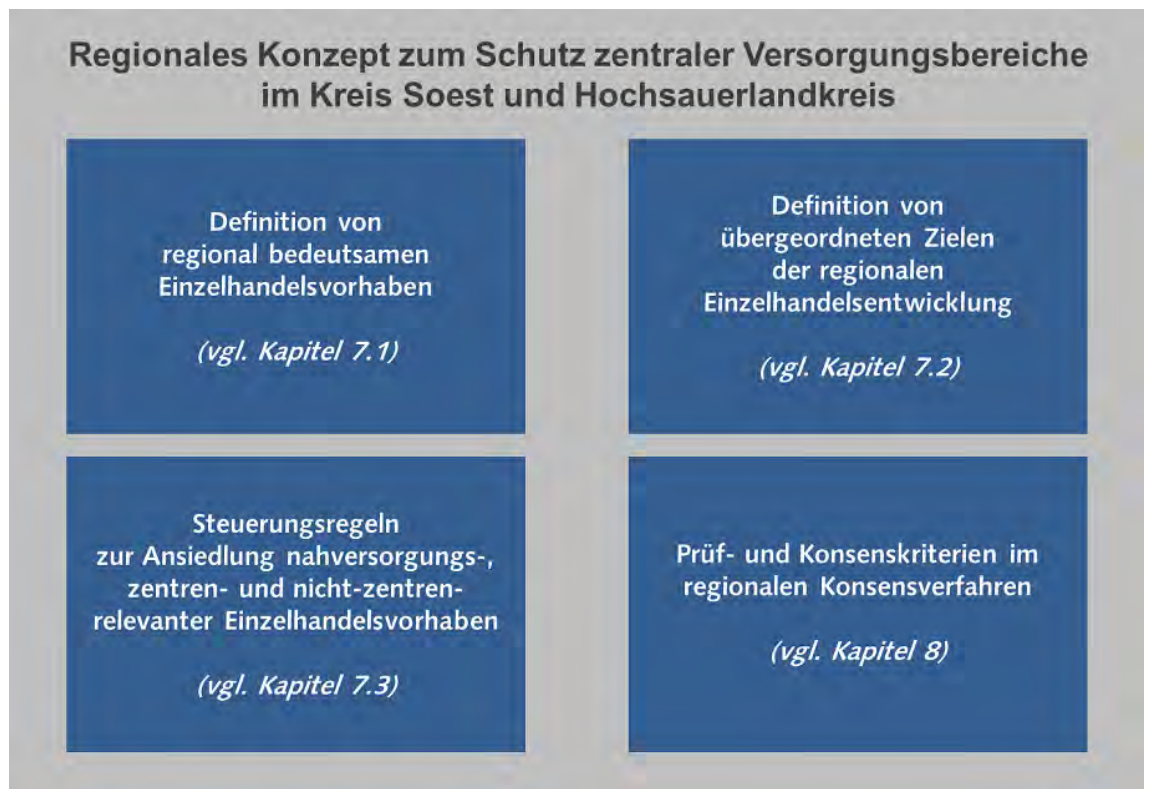 Regionales Konzept zum Schutz zentraler Versorgungsbereiche
im Kreis Soest und Hochsauerlandkreis
Definition von
regional bedeutsamen
Einzelhandelsvorhaben
(vgl. Kapitel 7.1)
Definition von
übergeordneten Zielen
der regionalen
Einzelhandelsentwicklung
(vgl. Kapitel 7.2)
Steuerungsregeln
zur Ansiedlung nahversorgungs-,
zentren- und nicht-zentren-
relevanter Einzelhandelsvorhaben
(vgl. Kapitel 7.3)
Prüf- und Konsenskriterien im
regionalen Konsensverfahren
(vgl. Kapitel 8)